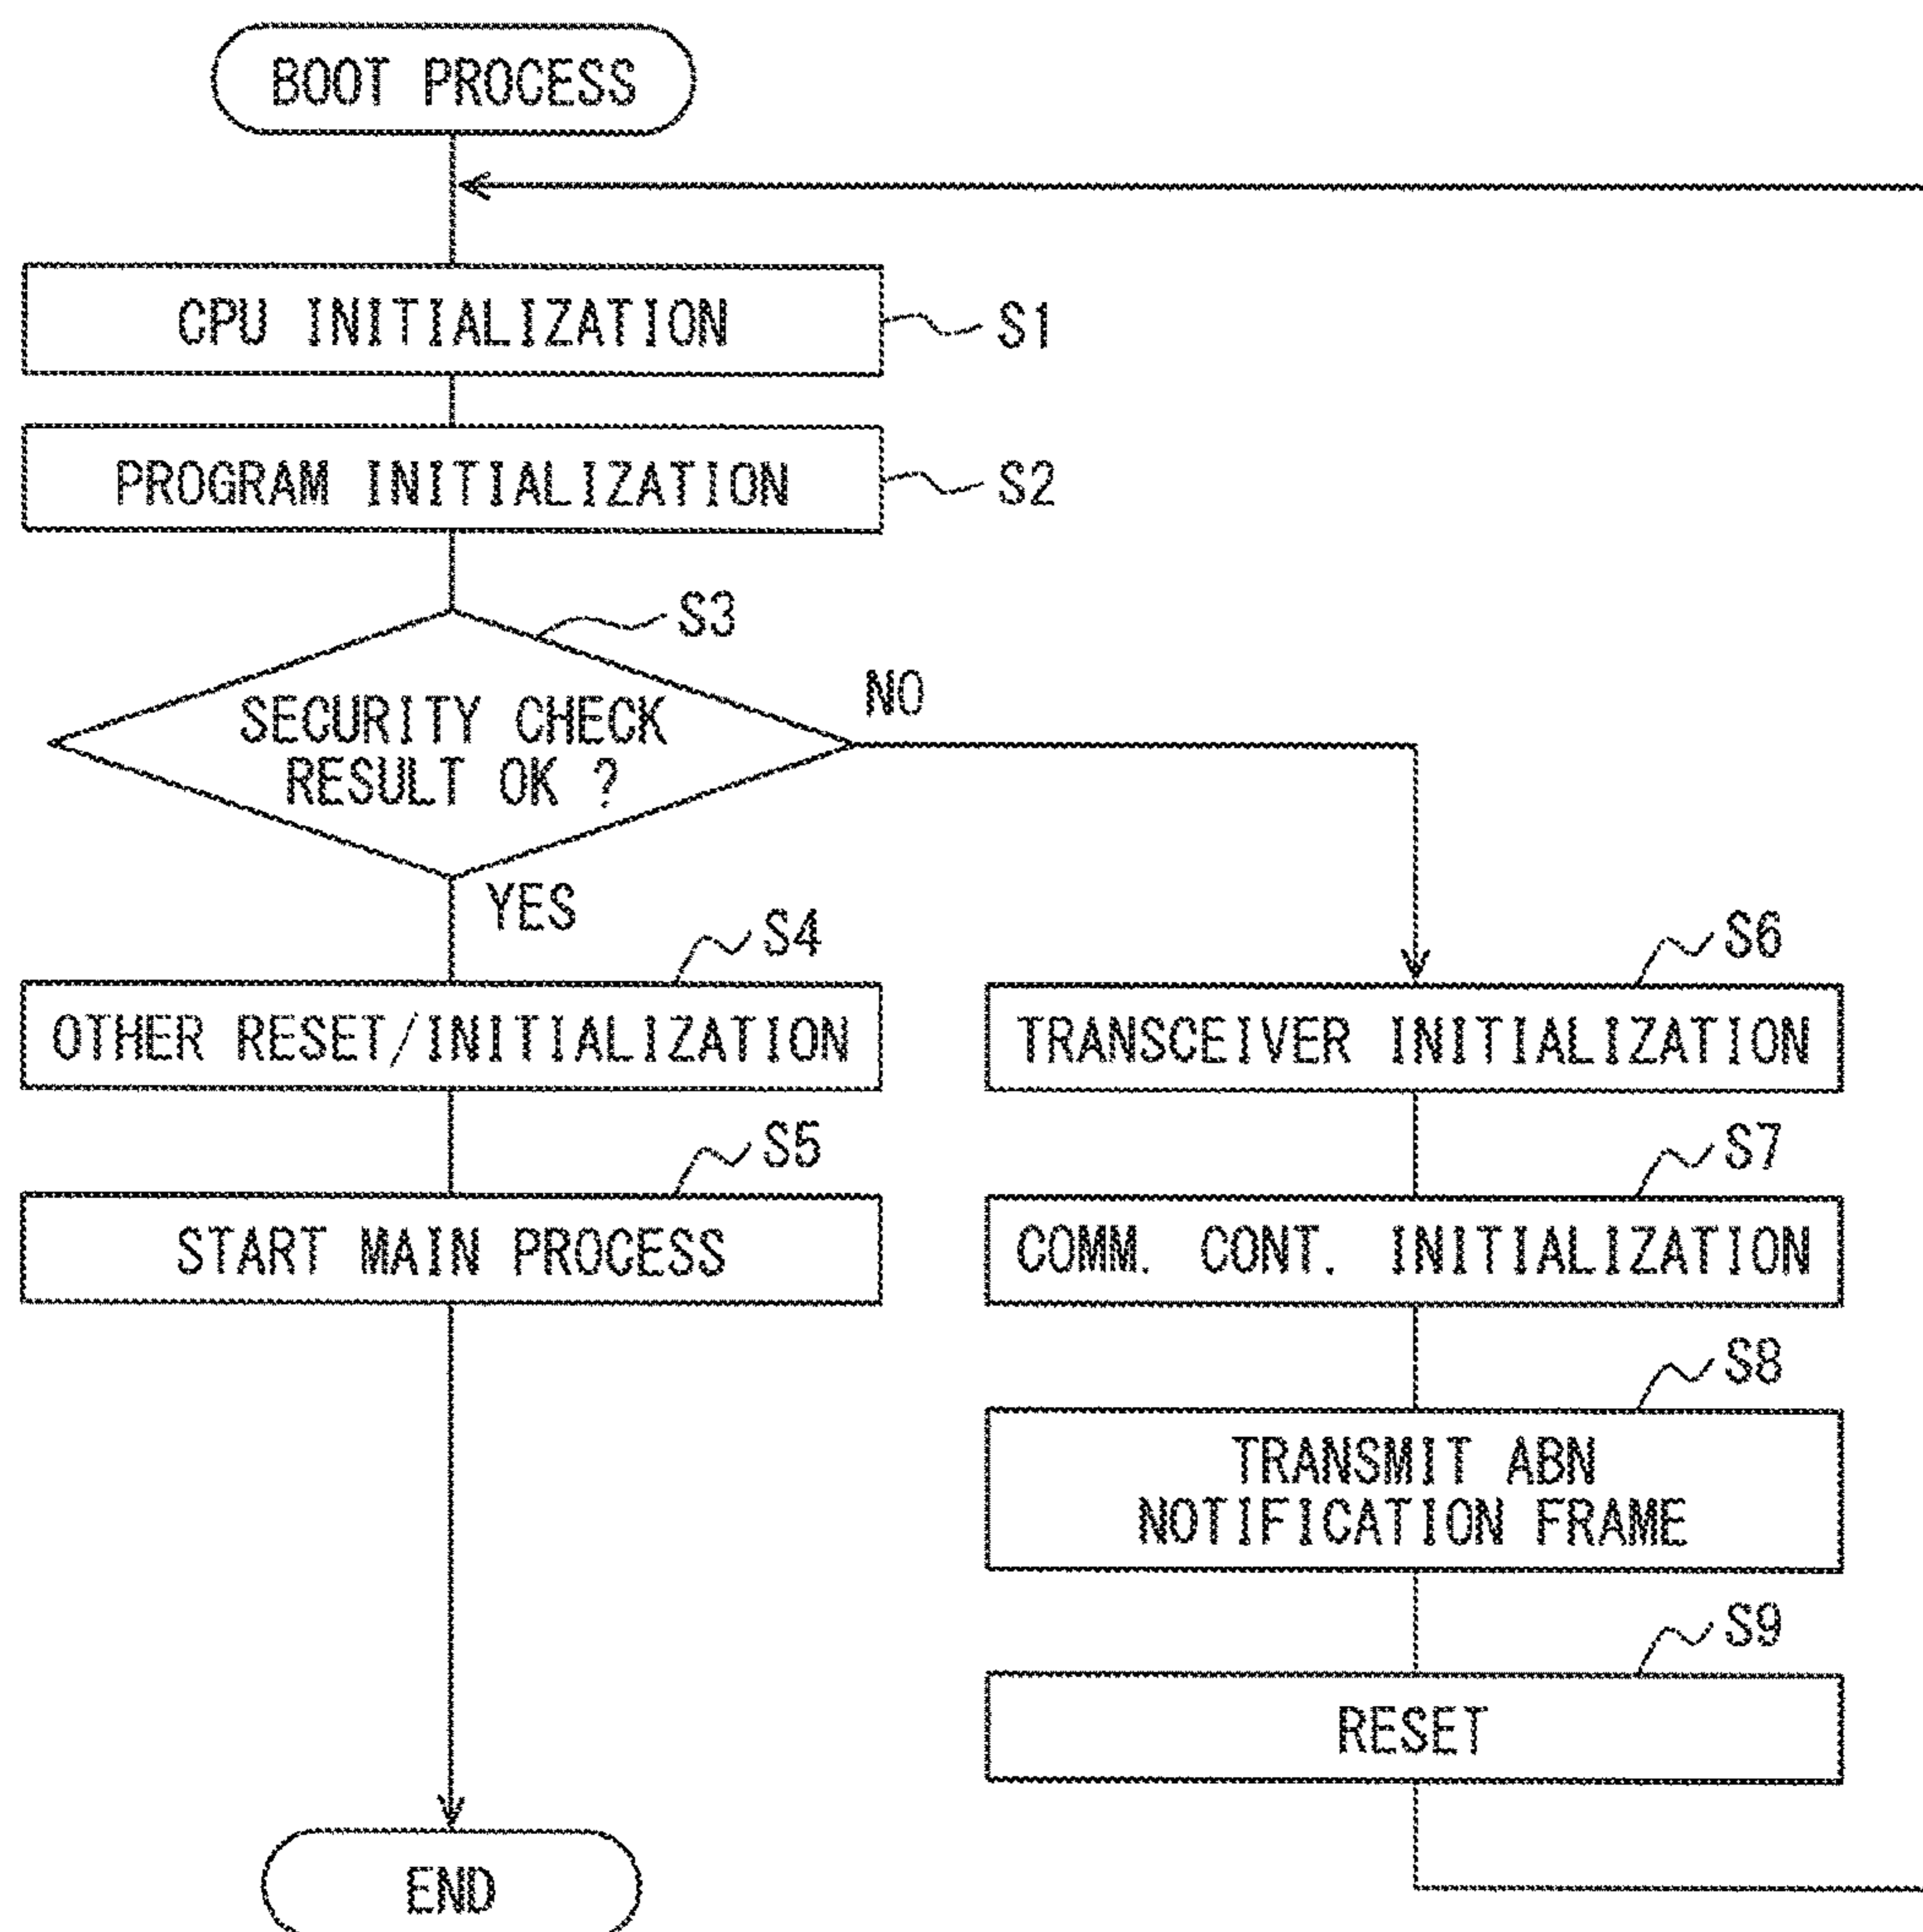 BOOT PROCESS
CPU INITIALIZATION
S1
PROGRAM INITIALIZATION
S2
S3
SECURITY CHECK
RESULT OK ?
NO
YES
S4
OTHER RESET/INITIALIZATION
S5
START MAIN PROCESS
S6
TRANSCEIVER INITIALIZATION
S7
COMM. CONT. INITIALIZATION
S8
TRANSMIT ABN
NOTIFICATION FRAME
S9
RESET
END